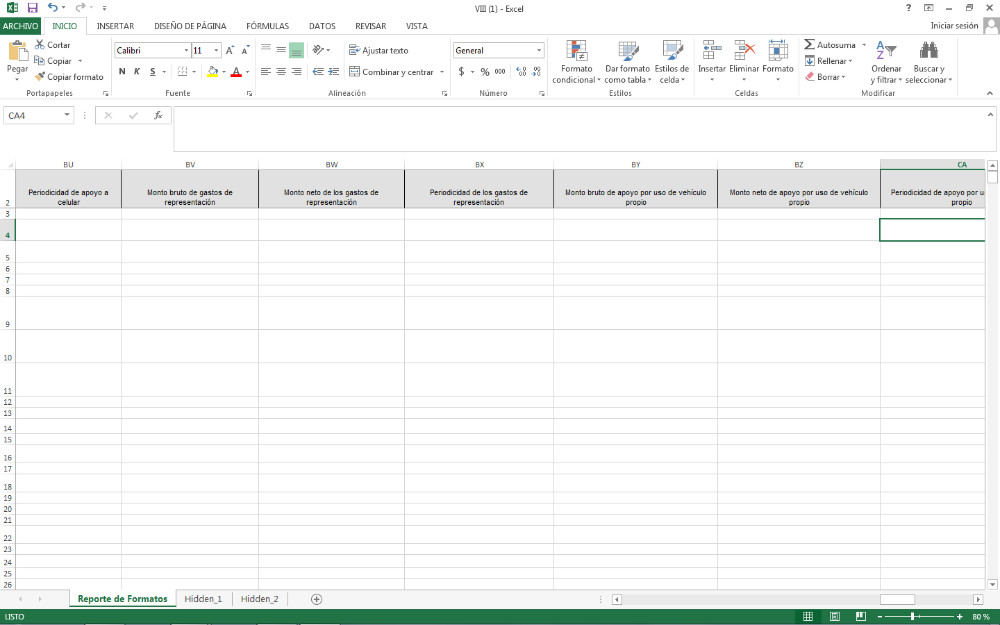 VIII (1) - Excel
ARCHIVO INICIO INSERTAR DISEÑO DE PÁGINA FÓRMULAS DATOS REVISAR VISTA Iniciar sesión
Pegar
Cortar
Copiar
Copiar formato
Portapapeles
Calibri 11 A A
N K S A
Fuente
Ajustar texto
Combinar y centrar
Alineación
General
$ % 000
Número
Formato condicional
Dar formato como tabla
Estilos de celda
Estilos
Insertar Eliminar Formato
Celdas
Autosuma
Rellenar
Borrar
Ordenar y filtrar
Buscar y seleccionar
Modificar
CA4 fx
BU BV BW BX BY BZ CA
2 Periodicidad de apoyo a celular
Monto bruto de gastos de representación
Monto neto de los gastos de representación
Periodicidad de los gastos de representación
Monto bruto de apoyo por uso de vehículo propio
Monto neto de apoyo por uso de vehículo propio
Periodicidad de apoyo por propio
3
4
5
6
7
8
9
10
11
12
13
14
15
16
17
18
19
20
21
22
23
24
25
26
Reporte de Formatos Hidden_1 Hidden_2
LISTO 80 %